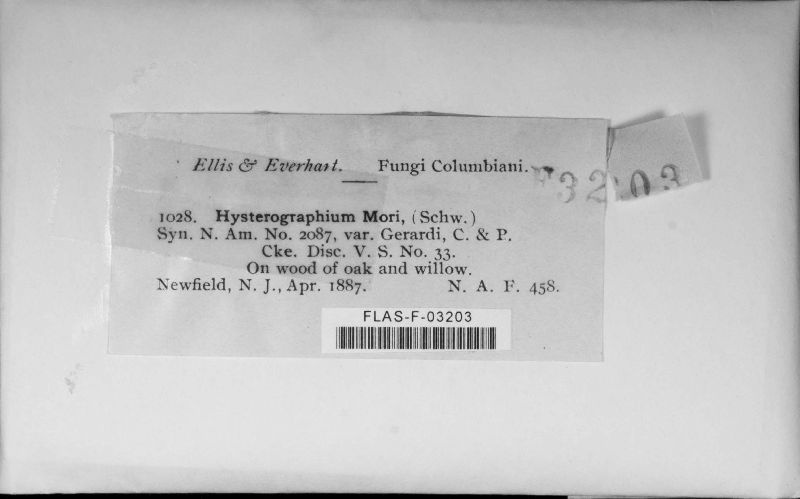 Ellis & Everhart. Fungi Columbiani.
F3203
1028. Hysterographium Mori, (Schw.)
Syn. N. Am. No. 2087, var. Gerardi, C. & P.
Cke. Disc. V. S. No. 33.
On wood of oak and willow.
Newfield, N. J., Apr. 1887. N. A. F. 458.
FLAS-F-03203